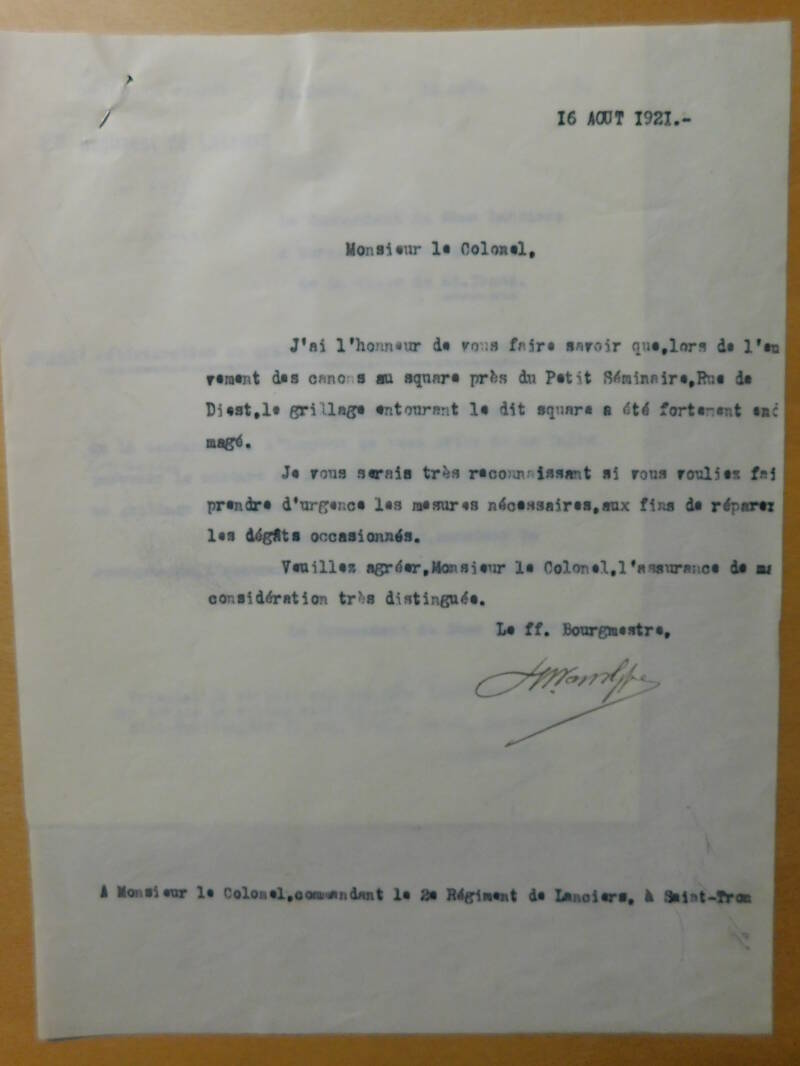 16 AOUT 1921.-
Monsieur le Colonel,
J'ai l'honneur de vous faire savoir que,lors de l'en
vement des canons au square près du Petit Séminaire,Rue de
Diest,le grillage entourant le dit square a été fortement end
magé.
Je vous serais très reconnaissant si vous vouliez fai
prendre d'urgence les mesures nécessaires,aux fins de réparer
les dégâts occasionnés.
Veuillez agréer,Monsieur le Colonel,l'assurance de ma
considération très distinguée.
Le ff. Bourgmestre,
A Monsieur le Colonel,commandant le 2e Régiment de Lanciers, à Saint-Tron